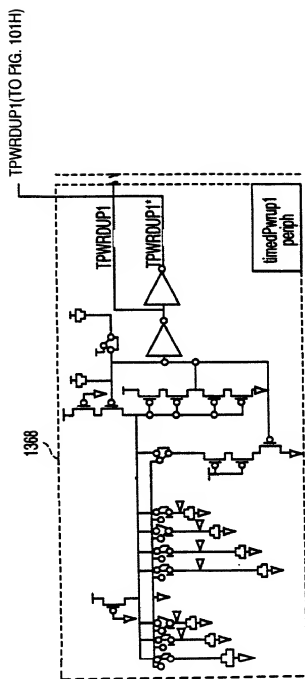 TPWRDUP1(TO FIG. 101H)
TPWRDUP1
TPWRDUP1*
1368
timedPwrup1
periph